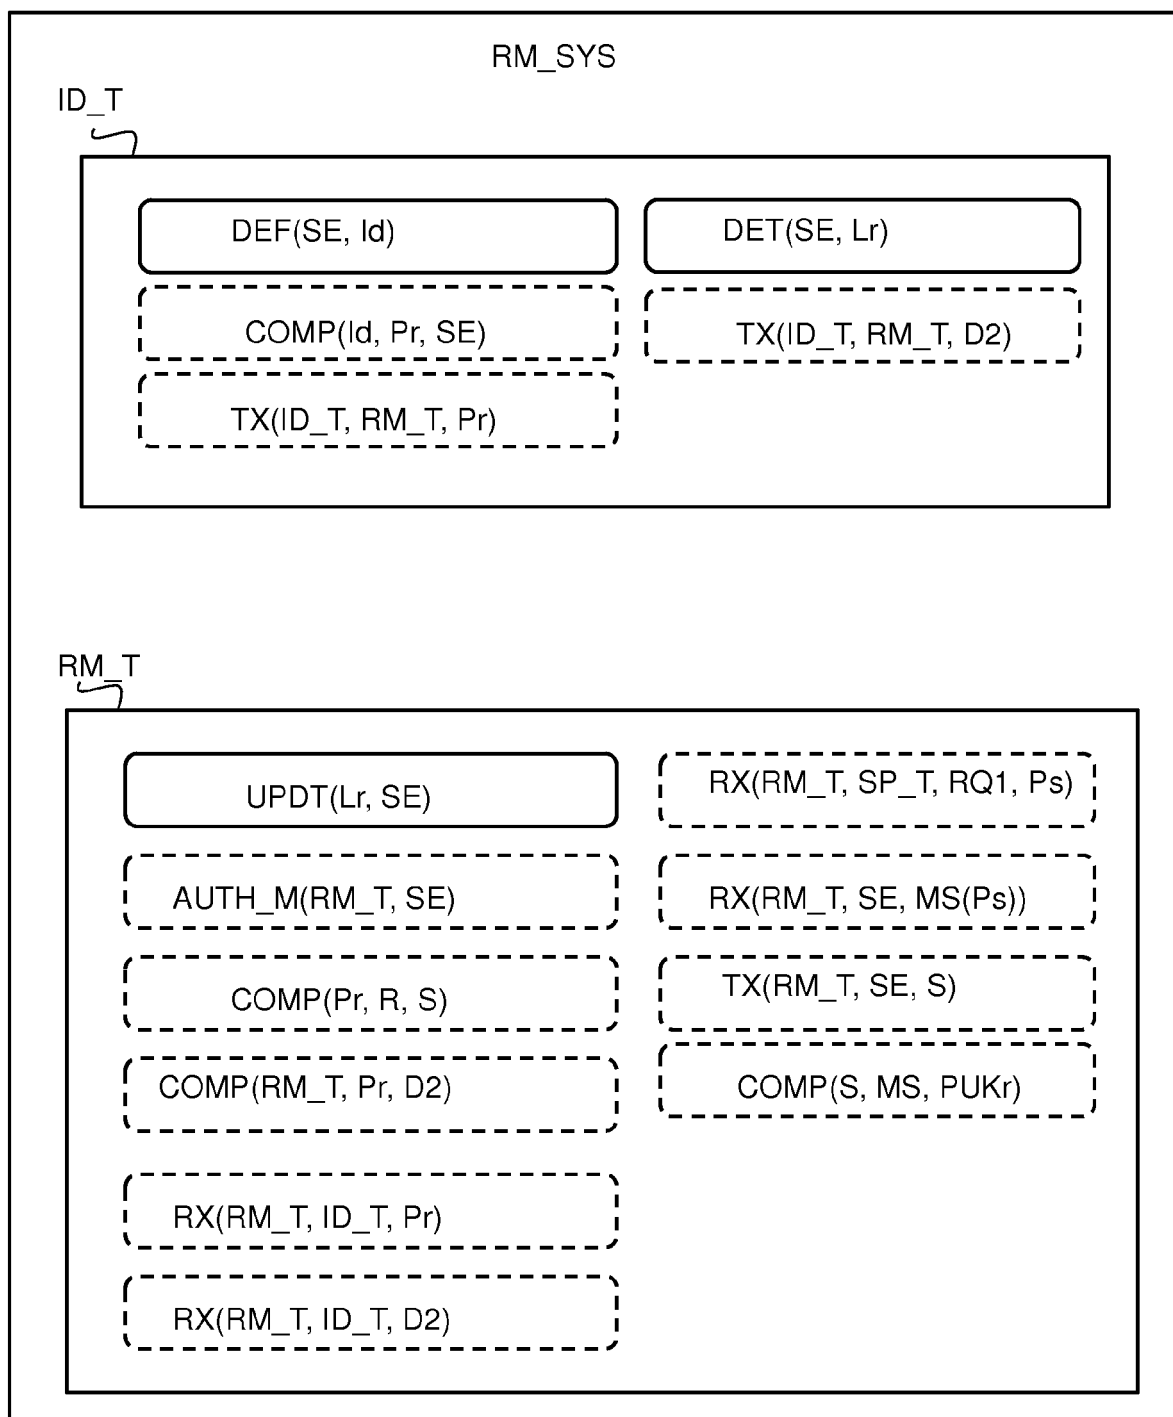 RM_SYS
ID_T
DEF(SE, Id)
DET(SE, Lr)
COMP(Id, Pr, SE)
TX(ID_T, RM_T, D2)
TX(ID_T, RM_T, Pr)
RM_T
UPDT(Lr, SE)
RX(RM_T, SP_T, RQ1, Ps)
AUTH_M(RM_T, SE)
RX(RM_T, SE, MS(Ps))
COMP(Pr, R, S)
TX(RM_T, SE, S)
COMP(RM_T, Pr, D2)
COMP(S, MS, PUKr)
RX(RM_T, ID_T, Pr)
RX(RM_T, ID_T, D2)